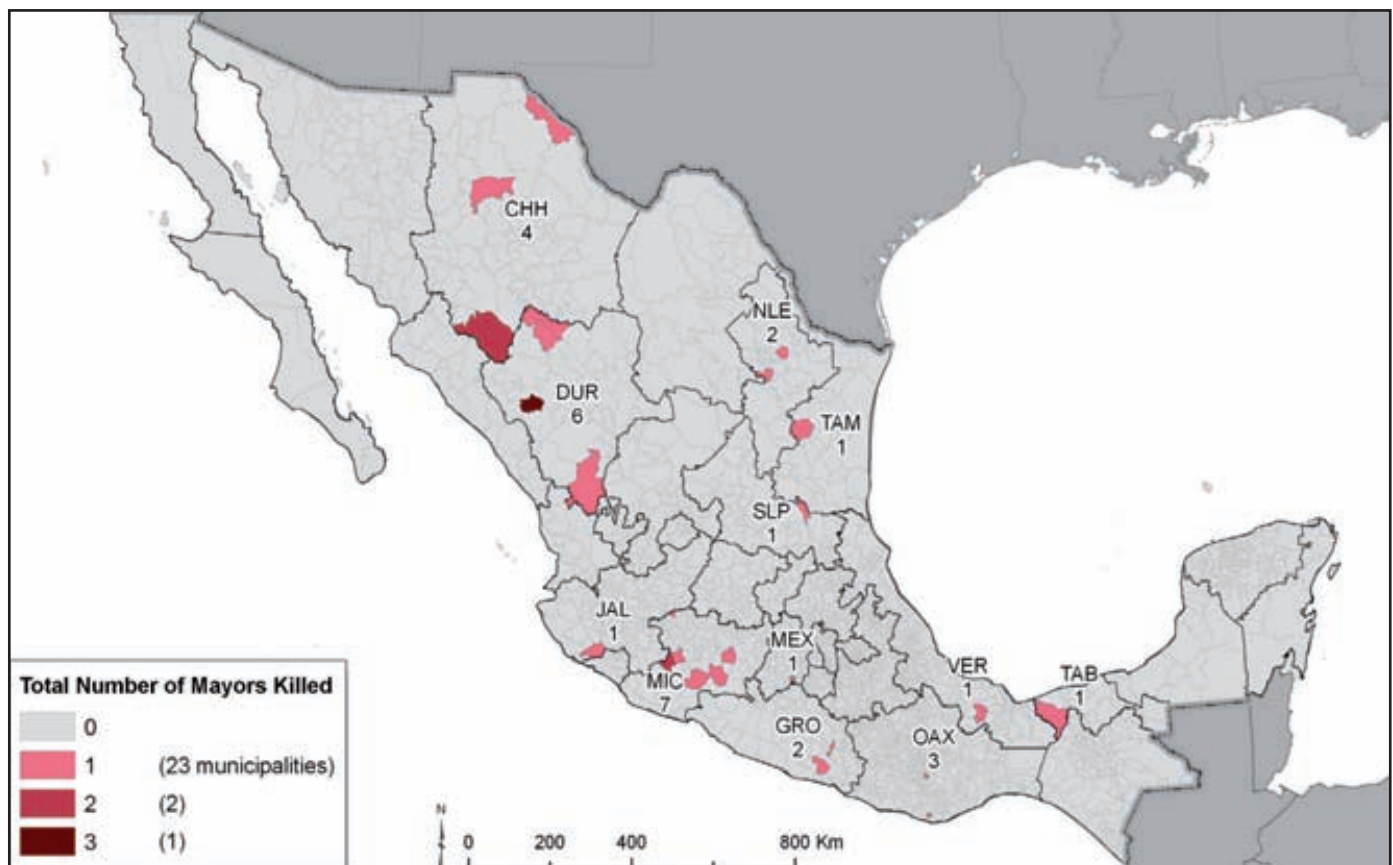 CHH
4
NLE
2
DUR
6
TAM
1
SLP
1
JAL
1
MEX
1
MIC
7
VER
1
TAB
1
GRO
2
OAX
3
Total Number of Mayors Killed
0
1 (23 municipalities)
2 (2)
3 (1)
N
0 200 400 800 Km